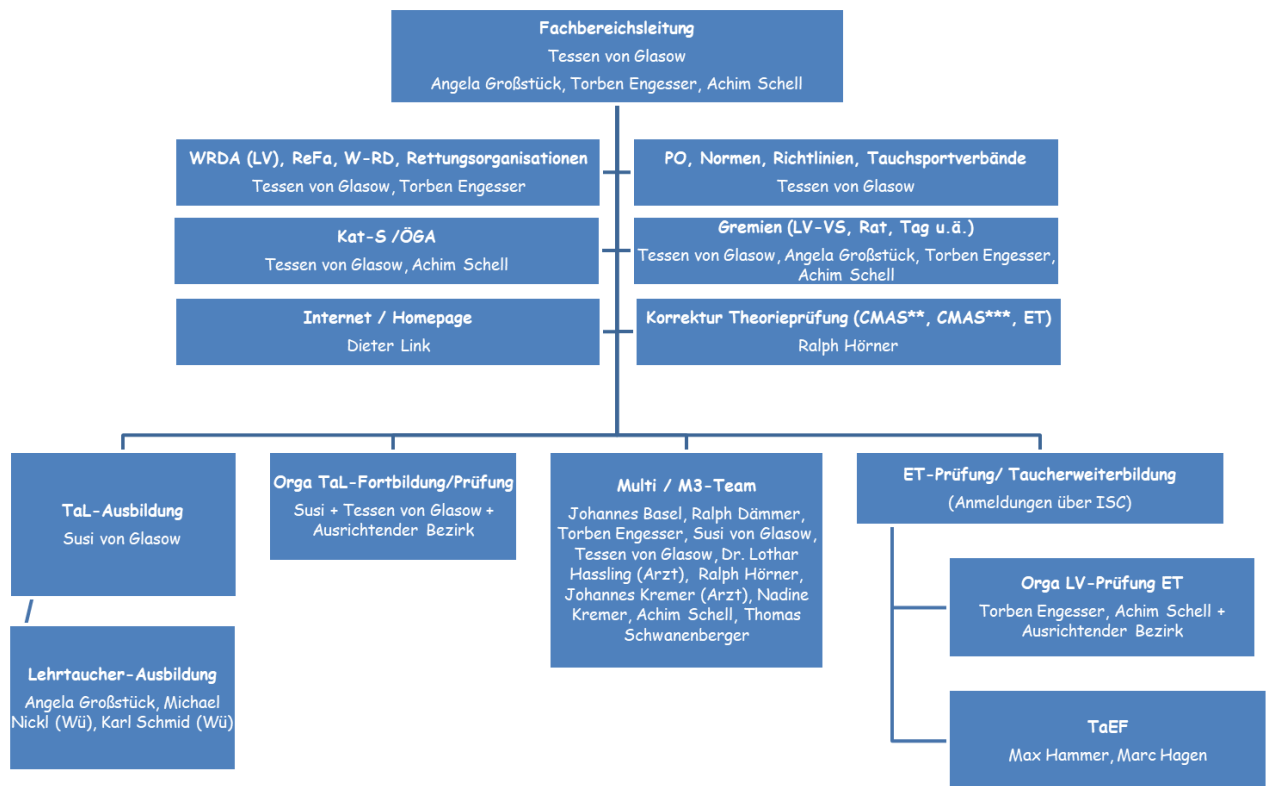 Fachbereichsleitung
Tessen von Glasow
Angela Großstück, Torben Engesser, Achim Schell
WRDA (LV), ReFa, W-RD, Rettungsorganisationen
Tessen von Glasow, Torben Engesser
PO, Normen, Richtlinien, Tauchsportverbände
Tessen von Glasow
Kat-S /ÖGA
Tessen von Glasow, Achim Schell
Gremien (LV-VS, Rat, Tag u.ä.)
Tessen von Glasow, Angela Großstück, Torben Engesser,
Achim Schell
Internet / Homepage
Dieter Link
Korrektur Theorieprüfung (CMAS**, CMAS***, ET)
Ralph Hörner
TaL-Ausbildung
Susi von Glasow
/
Lehrtaucher-Ausbildung
Angela Großstück, Michael
Nickl (Wü), Karl Schmid (Wü)
Orga TaL-Fortbildung/Prüfung
Susi + Tessen von Glasow +
Ausrichtender Bezirk
Multi / M3-Team
Johannes Basel, Ralph Dämmer,
Torben Engesser, Susi von Glasow,
Tessen von Glasow, Dr. Lothar
Hassling (Arzt), Ralph Hörner,
Johannes Kremer (Arzt), Nadine
Kremer, Achim Schell, Thomas
Schwanenberger
ET-Prüfung/ Taucherweiterbildung
(Anmeldungen über ISC)
Orga LV-Prüfung ET
Torben Engesser, Achim Schell +
Ausrichtender Bezirk
TaEF
Max Hammer, Marc Hagen